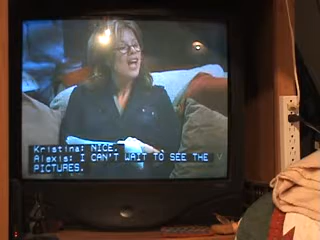 Kristina: NICE.
Alexis: I CAN'T WAIT TO SEE THE
PICTURES.